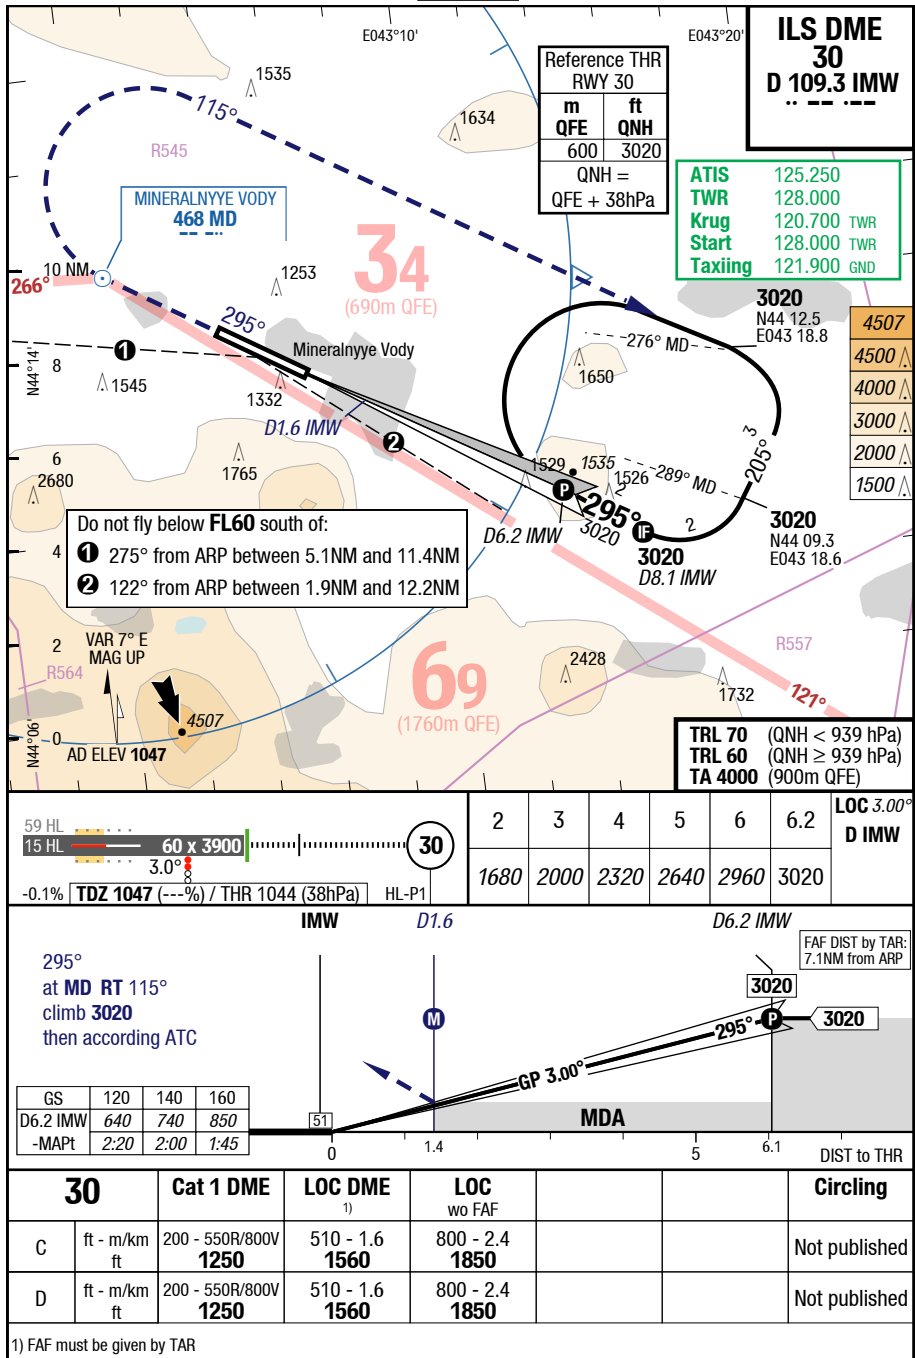 E043°10'
E043°20'
ILS DME
30
D 109.3 IMW
Reference THR
RWY 30
m ft
QFE QNH
600 3020
QNH =
QFE + 38hPa
ATIS 125.250
TWR 128.000
Krug 120.700 TWR
Start 128.000 TWR
Taxiing 121.900 GND
1535
115°
1634
R545
MINERALNYYE VODY
468 MD
10 NM
266°
1253
34
(690m QFE)
295°
Mineralnyye Vody
3020
N44 12.5
E043 18.8
276° MD
4507
4500
4000
3000
2000
1500
N44°14'
1
8
1545
1332
1650
D1.6 IMW
2
6
1765
2680
1529
1535
1526
2
289° MD
205°
3
P
295°
3020
IF
2
D6.2 IMW
3020
D8.1 IMW
3020
N44 09.3
E043 18.6
Do not fly below FL60 south of:
1 275° from ARP between 5.1NM and 11.4NM
2 122° from ARP between 1.9NM and 12.2NM
4
2
VAR 7° E
MAG UP
R564
R557
69
(1760m QFE)
2428
1732
121°
4507
N44°06'
0
AD ELEV 1047
TRL 70 (QNH < 939 hPa)
TRL 60 (QNH ≥ 939 hPa)
TA 4000 (900m QFE)
59 HL
15 HL
60 x 3900
30
3.0°
-0.1% TDZ 1047 (---%) / THR 1044 (38hPa) HL-P1
2 3 4 5 6 6.2 LOC 3.00°
D IMW
1680 2000 2320 2640 2960 3020
IMW D1.6 D6.2 IMW
FAF DIST by TAR:
7.1NM from ARP
295°
at MD RT 115°
climb 3020
then according ATC
M
3020
295°
P
3020
GP 3.00°
MDA
GS 120 140 160
D6.2 IMW 640 740 850
-MAPt 2:20 2:00 1:45
51
0 1.4 5 6.1 DIST to THR
30 Cat 1 DME LOC DME 1) LOC wo FAF Circling
C ft - m/km 200 - 550R/800V 510 - 1.6 800 - 2.4 Not published
ft 1250 1560 1850
D ft - m/km 200 - 550R/800V 510 - 1.6 800 - 2.4 Not published
ft 1250 1560 1850
1) FAF must be given by TAR